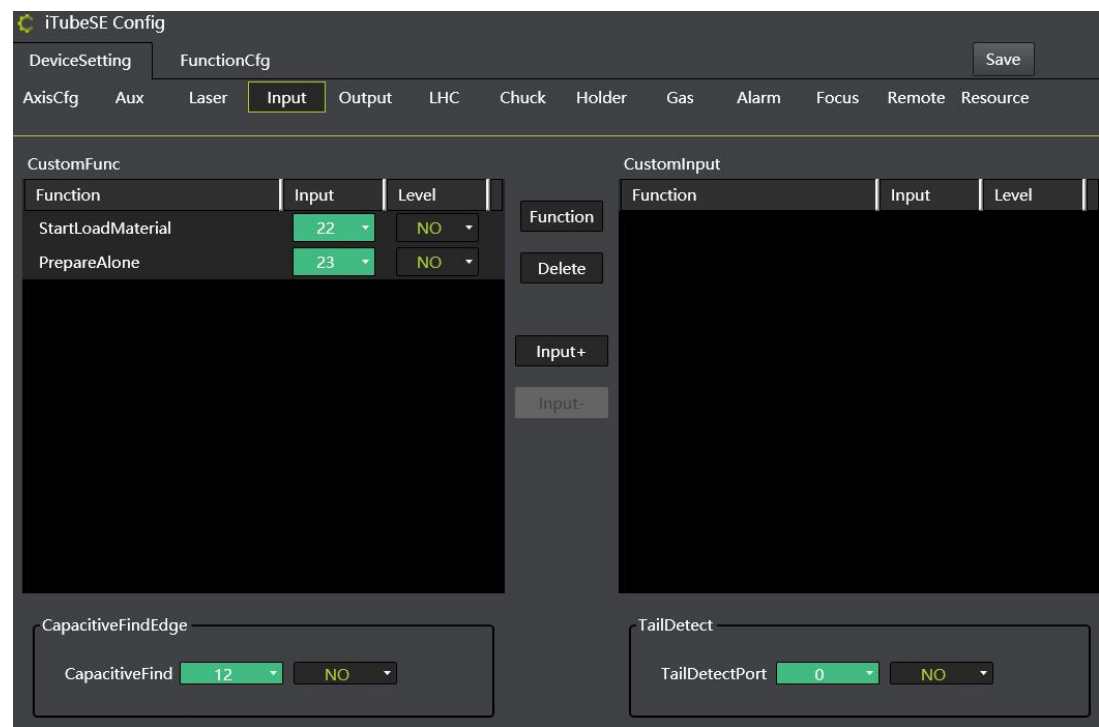 iTubeSE Config
DeviceSetting FunctionCfg Save
AxisCfg Aux Laser Input Output LHC Chuck Holder Gas Alarm Focus Remote Resource
CustomFunc CustomInput
Function Input Level Function Input Level
StartLoadMaterial 22 NO Function
PrepareAlone 23 NO Delete
Input+
Input-
CapacitiveFindEdge TailDetect
CapacitiveFind 12 NO TailDetectPort 0 NO